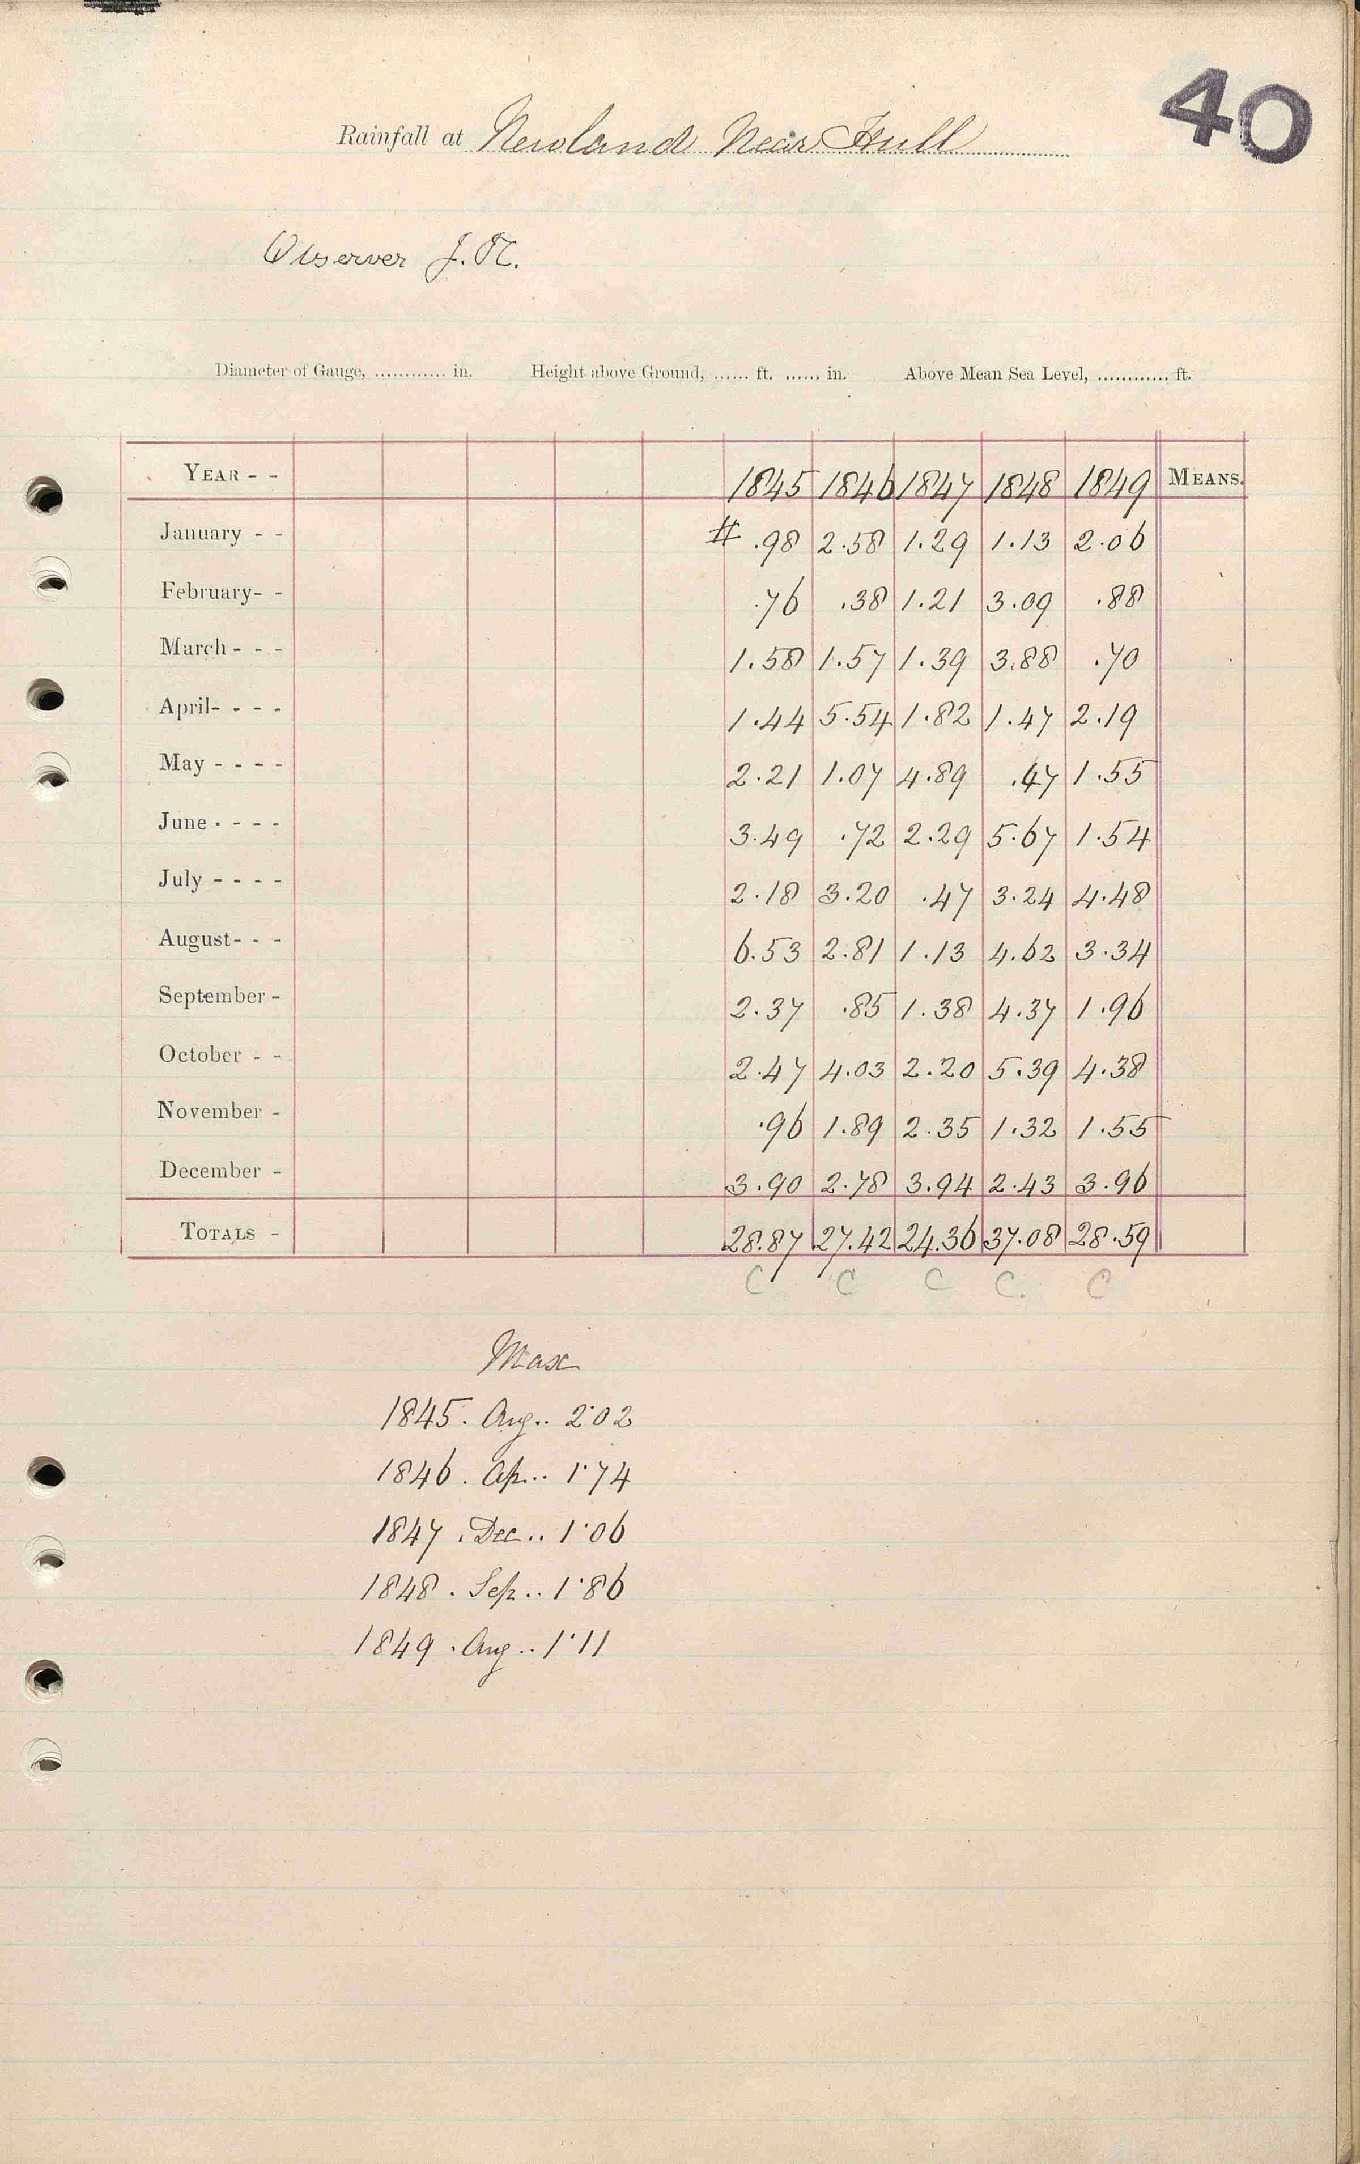 40
Rainfall at Newland Near Hull
Observer J.N.
Diameter of Gauge, ............ in. Height above Ground, ...... ft. ...... in. Above Mean Sea Level, ............ ft.
YEAR - - 1845 1846 1847 1848 1849 MEANS.
January - - # .98 2.58 1.29 1.13 2.06
February- - .76 .38 1.21 3.09 .88
March - - - 1.58 1.57 1.39 3.88 .70
April- - - - 1.44 5.54 1.82 1.47 2.19
May - - - - 2.21 1.07 4.89 .47 1.55
June - - - - 3.49 .72 2.29 5.67 1.54
July - - - - 2.18 3.20 .47 3.24 4.48
August- - - 6.53 2.81 1.13 4.62 3.34
September - 2.37 .85 1.38 4.37 1.96
October - - 2.47 4.03 2.20 5.39 4.38
November - .96 1.89 2.35 1.32 1.55
December - 3.90 2.78 3.94 2.43 3.96
TOTALS - 28.87 27.42 24.36 37.08 28.59
C C C C. C
Max
1845. Aug.. 2.02
1846. Ap.. 1.74
1847. Dec.. 1.06
1848. Sep.. 1.86
1849. Aug.. 1.11